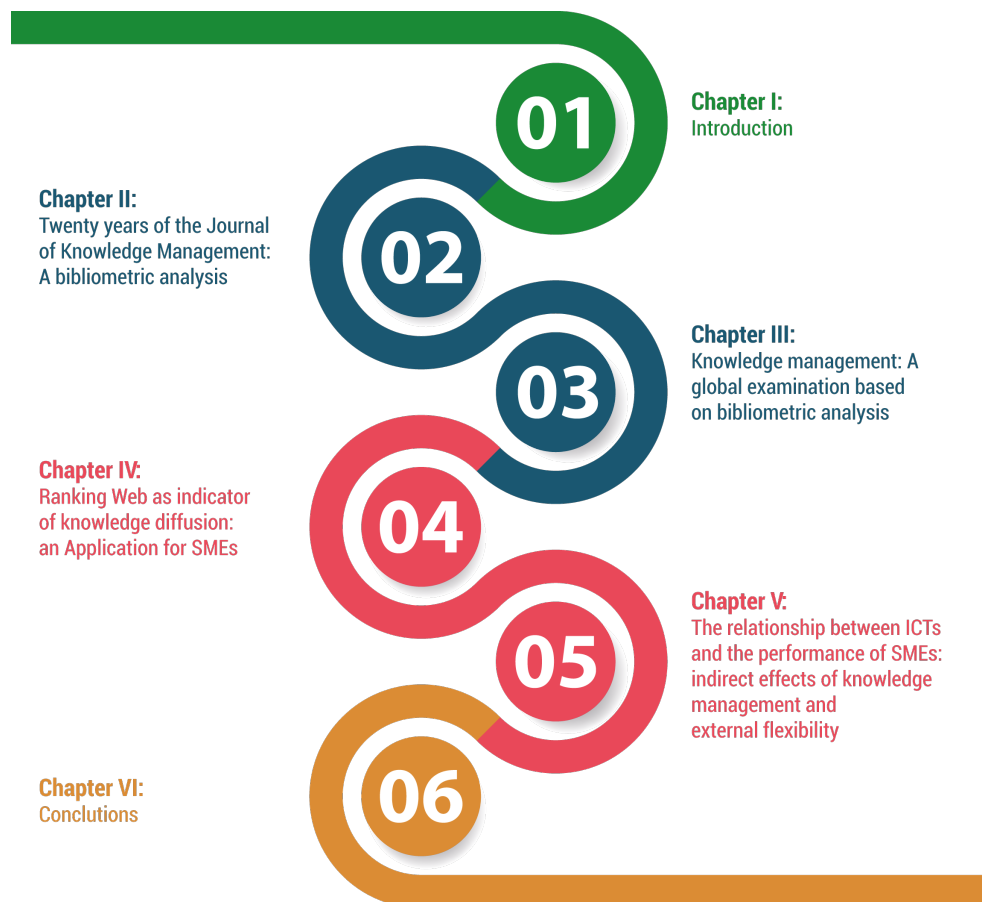 01
Chapter I:
Introduction
Chapter II:
Twenty years of the Journal
of Knowledge Management:
A bibliometric analysis
02
03
Chapter III:
Knowledge management: A
global examination based
on bibliometric analysis
Chapter IV:
Ranking Web as indicator
of knowledge diffusion:
an Application for SMEs
04
05
Chapter V:
The relationship between ICTs
and the performance of SMEs:
indirect effects of knowledge
management and
external flexibility
Chapter VI:
Conclutions
06